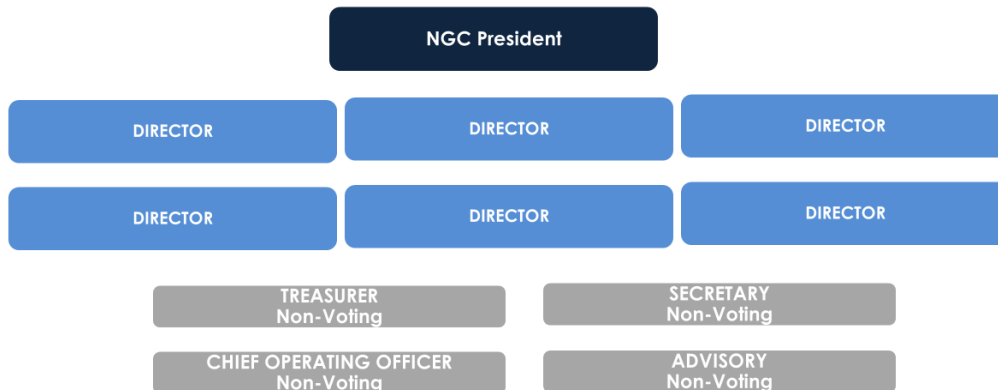 NGC President
DIRECTOR
DIRECTOR
DIRECTOR
DIRECTOR
DIRECTOR
DIRECTOR
TREASURER
Non-Voting
SECRETARY
Non-Voting
CHIEF OPERATING OFFICER
Non-Voting
ADVISORY
Non-Voting